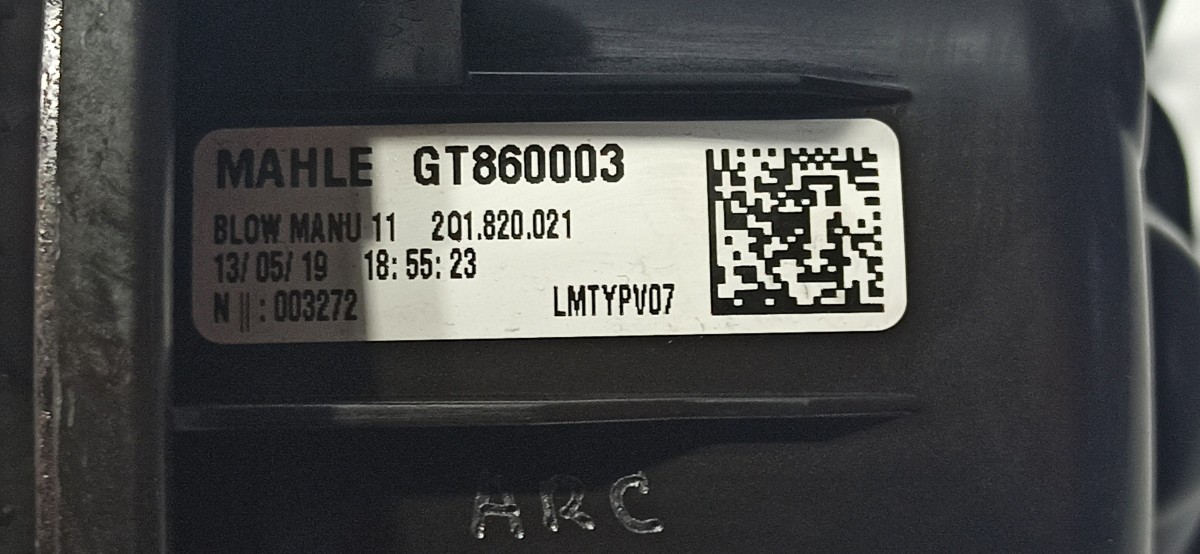 MAHLE GT860003
BLOW MANU 11 2Q1.820.021
13/05/19 18:55:23
N || : 003272 LMTYPV07
ARC